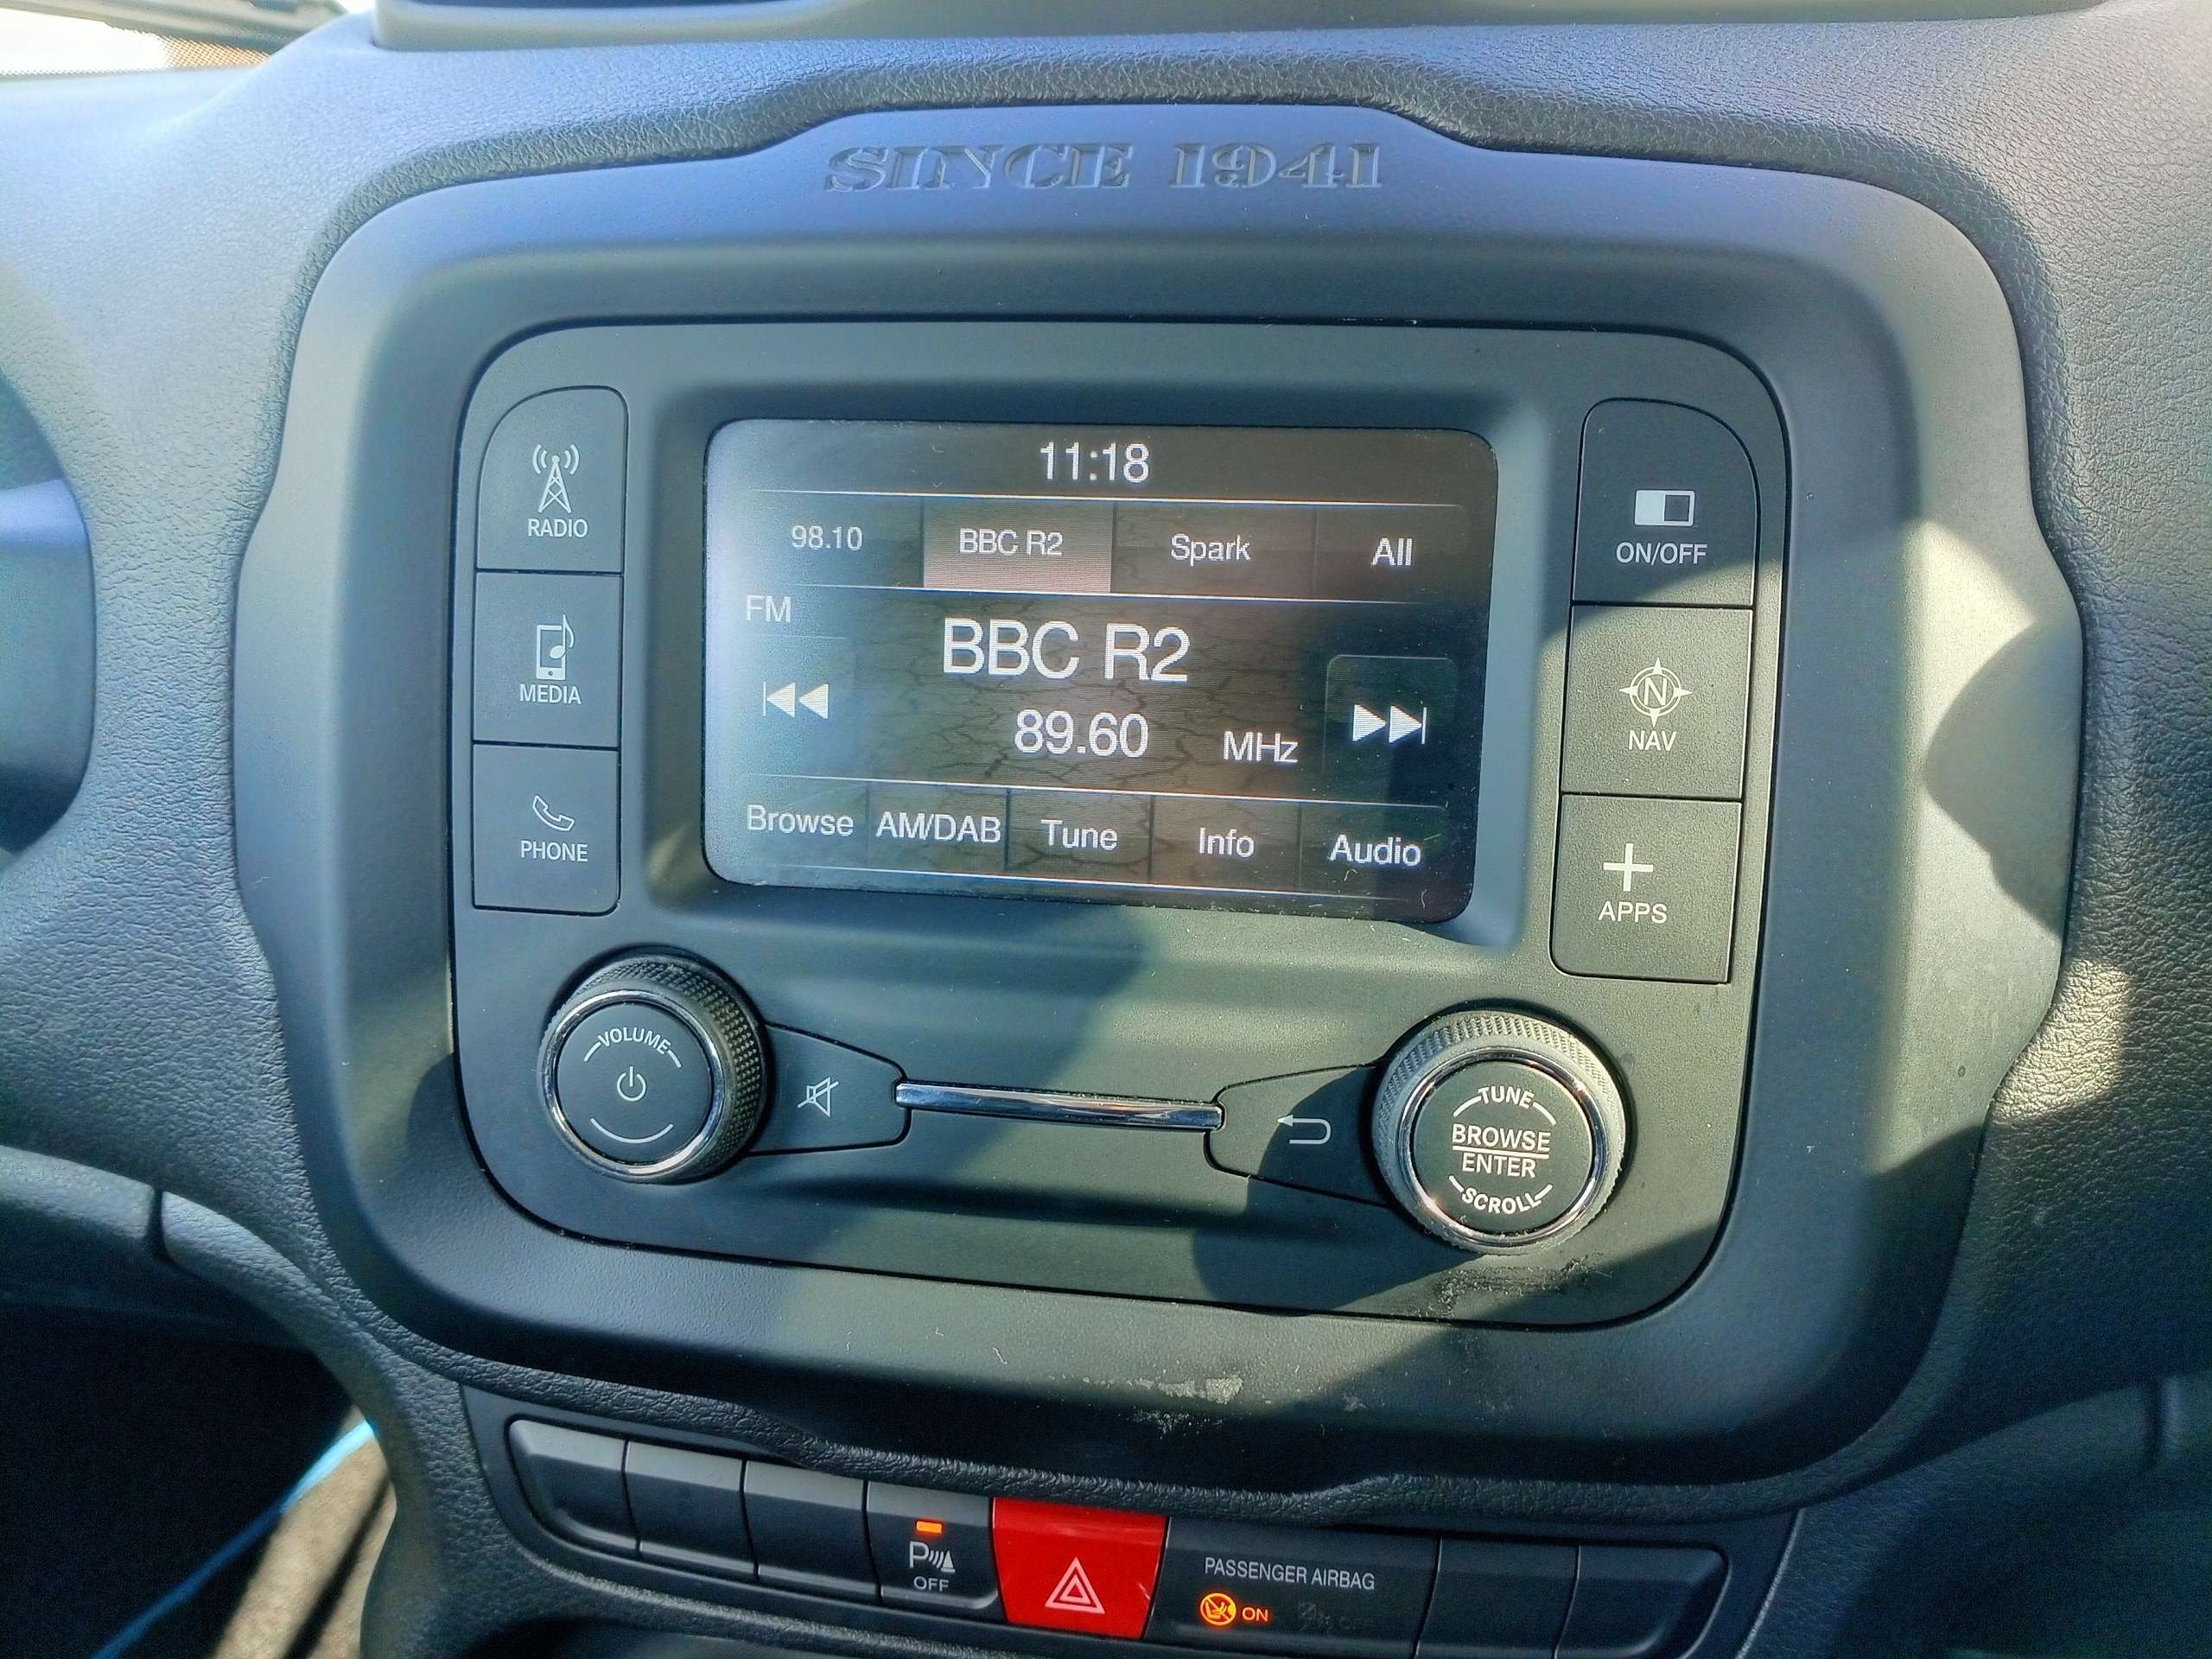 SINCE 1941
RADIO
MEDIA
PHONE
11:18
98.10 BBC R2 Spark All
FM
BBC R2
89.60 MHz
Browse AM/DAB Tune Info Audio
ON/OFF
N
NAV
APPS
VOLUME
TUNE
BROWSE
ENTER
SCROLL
P
OFF
PASSENGER AIRBAG
ON